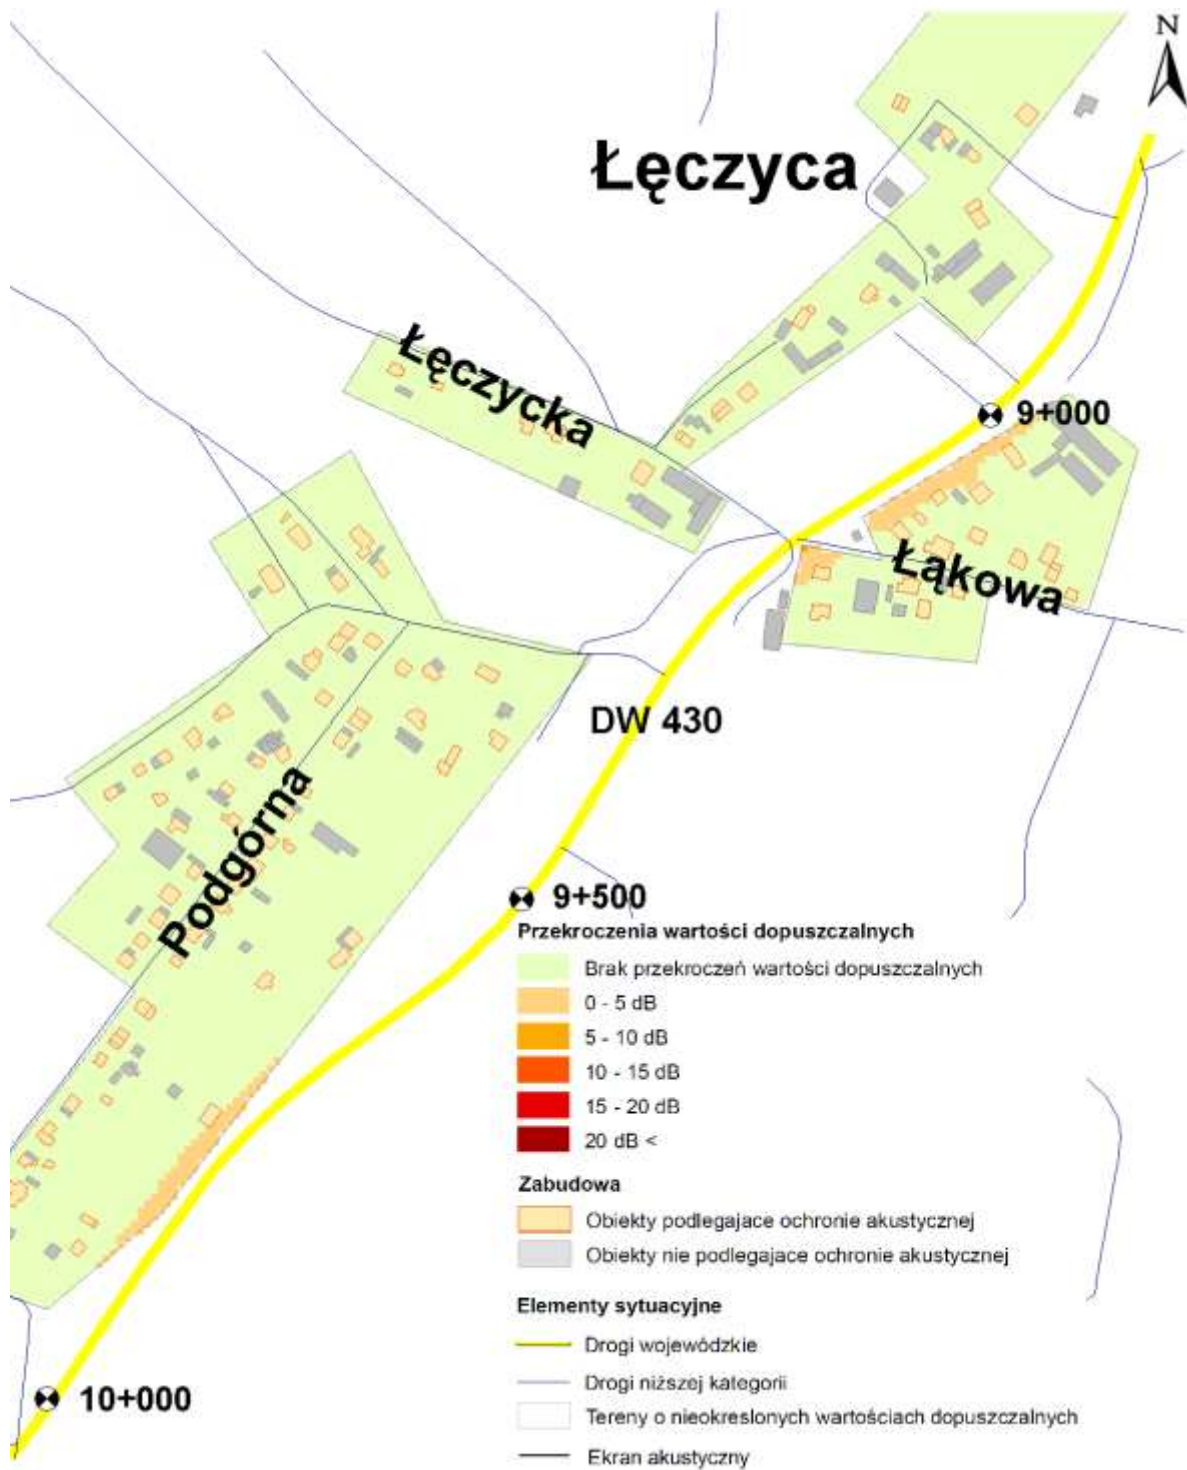 N
Łęczyca
Łęczycka
9+000
Łąkowa
DW 430
Podgórna
9+500
Przekroczenia wartości dopuszczalnych
Brak przekroczeń wartości dopuszczalnych
0 - 5 dB
5 - 10 dB
10 - 15 dB
15 - 20 dB
20 dB <
Zabudowa
Obiekty podlegajace ochronie akustycznej
Obiekty nie podlegajace ochronie akustycznej
Elementy sytuacyjne
Drogi wojewódzkie
Drogi niższej kategorii
Tereny o nieokreslonych wartościach dopuszczalnych
Ekran akustyczny
10+000